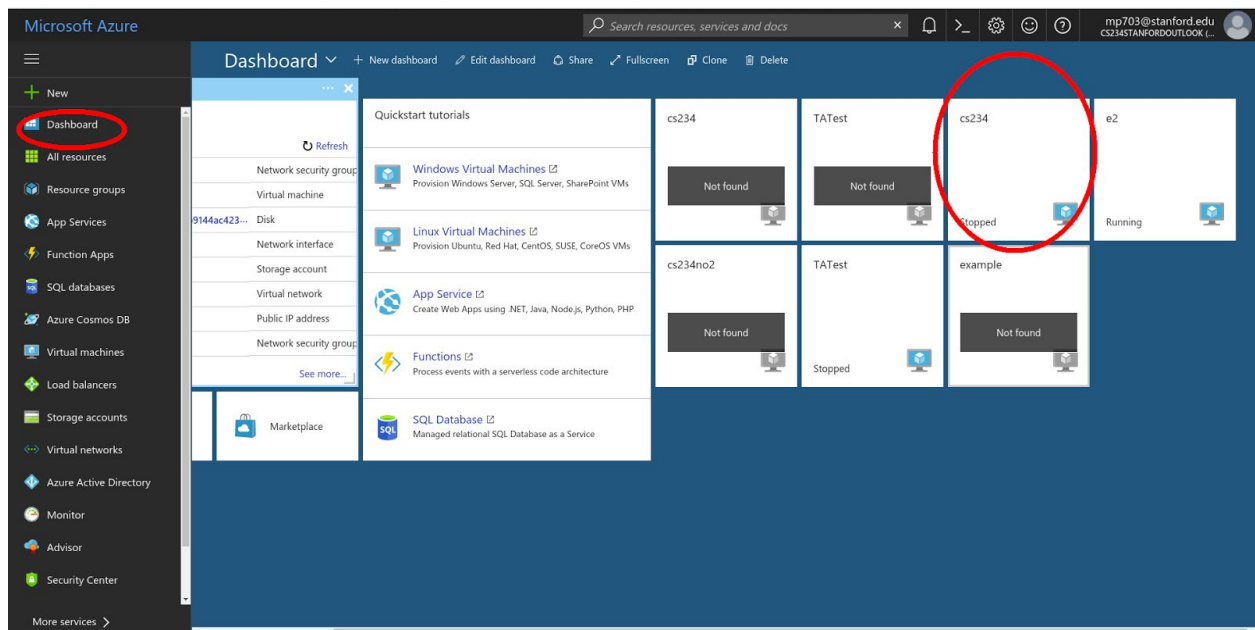 Microsoft Azure
Search resources, services and docs
mp703@stanford.edu
CS234STANFORDOUTLOOK (...
Dashboard
+ New dashboard Edit dashboard Share Fullscreen Clone Delete
New
Dashboard
All resources
Resource groups
App Services
Function Apps
SQL databases
Azure Cosmos DB
Virtual machines
Load balancers
Storage accounts
Virtual networks
Azure Active Directory
Monitor
Advisor
Security Center
More services >
Refresh
Network security group
Virtual machine
9144ac423... Disk
Network interface
Storage account
Virtual network
Public IP address
Network security group
See more...
Marketplace
Quickstart tutorials
Windows Virtual Machines
Provision Windows Server, SQL Server, SharePoint VMs
Linux Virtual Machines
Provision Ubuntu, Red Hat, CentOS, SUSE, CoreOS VMs
App Service
Create Web Apps using .NET, Java, Node.js, Python, PHP
Functions
Process events with a serverless code architecture
SQL
SQL Database
Managed relational SQL Database as a Service
cs234
Not found
TATest
Not found
cs234
Stopped
e2
Running
cs234no2
Not found
TATest
Stopped
example
Not found